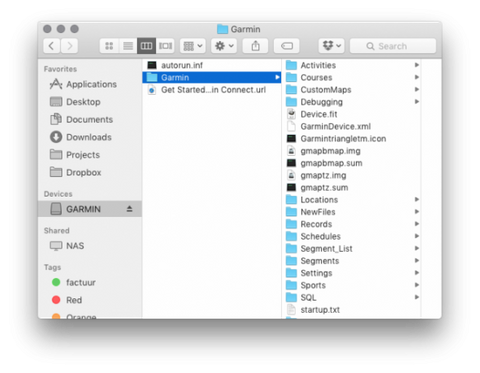 Garmin
Search
Favorites
Applications
Desktop
Documents
Downloads
Projects
Dropbox
Devices
GARMIN
Shared
NAS
Tags
factuur
Red
Orange
autorun.inf
Garmin
Get Started...in Connect.url
Activities
Courses
CustomMaps
Debugging
Device.fit
GarminDevice.xml
Garmintriangletm.icon
gmapbmap.img
gmapbmap.sum
gmaptz.img
gmaptz.sum
Locations
NewFiles
Records
Schedules
Segment_List
Segments
Settings
Sports
SQL
startup.txt